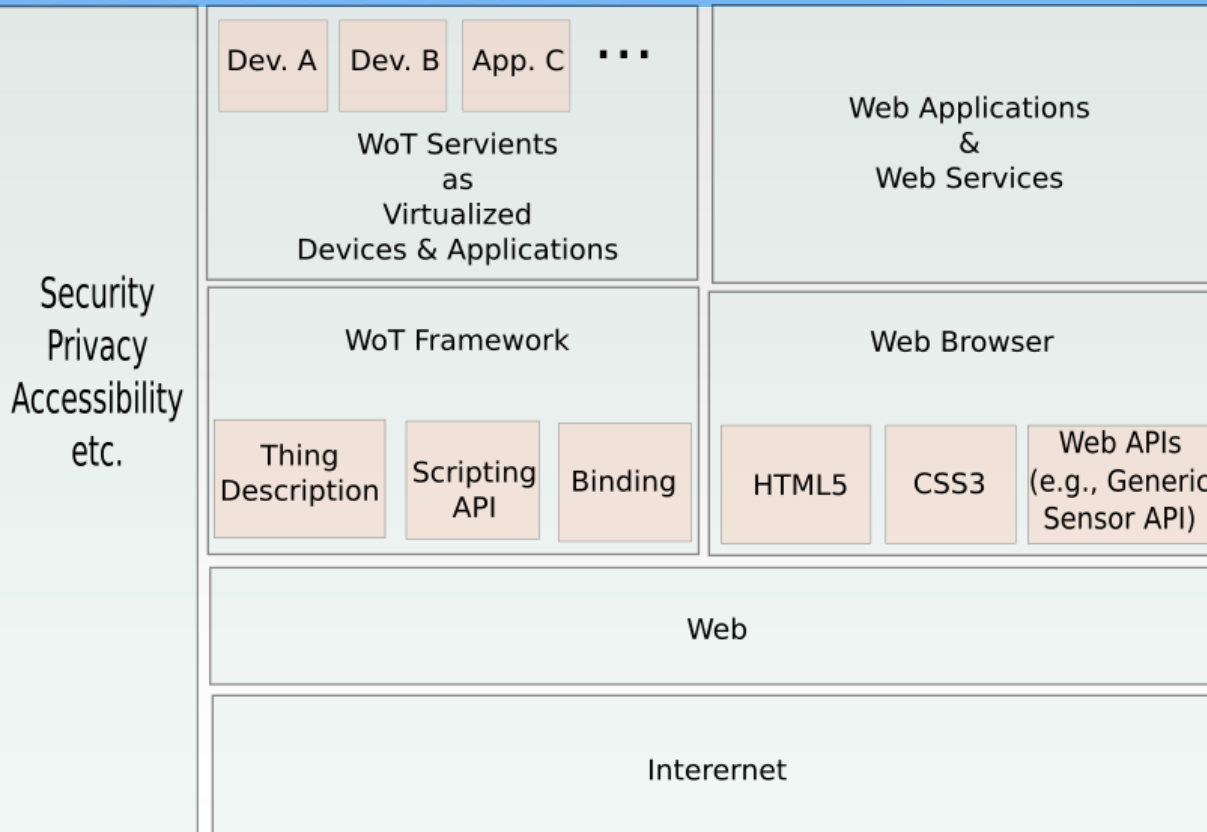 Security
Privacy
Accessibility
etc.
Dev. A
Dev. B
App. C
...
WoT Servients
as
Virtualized
Devices & Applications
Web Applications
&
Web Services
WoT Framework
Thing
Description
Scripting
API
Binding
Web Browser
HTML5
CSS3
Web APIs
(e.g., Generic
Sensor API)
Web
Interernet